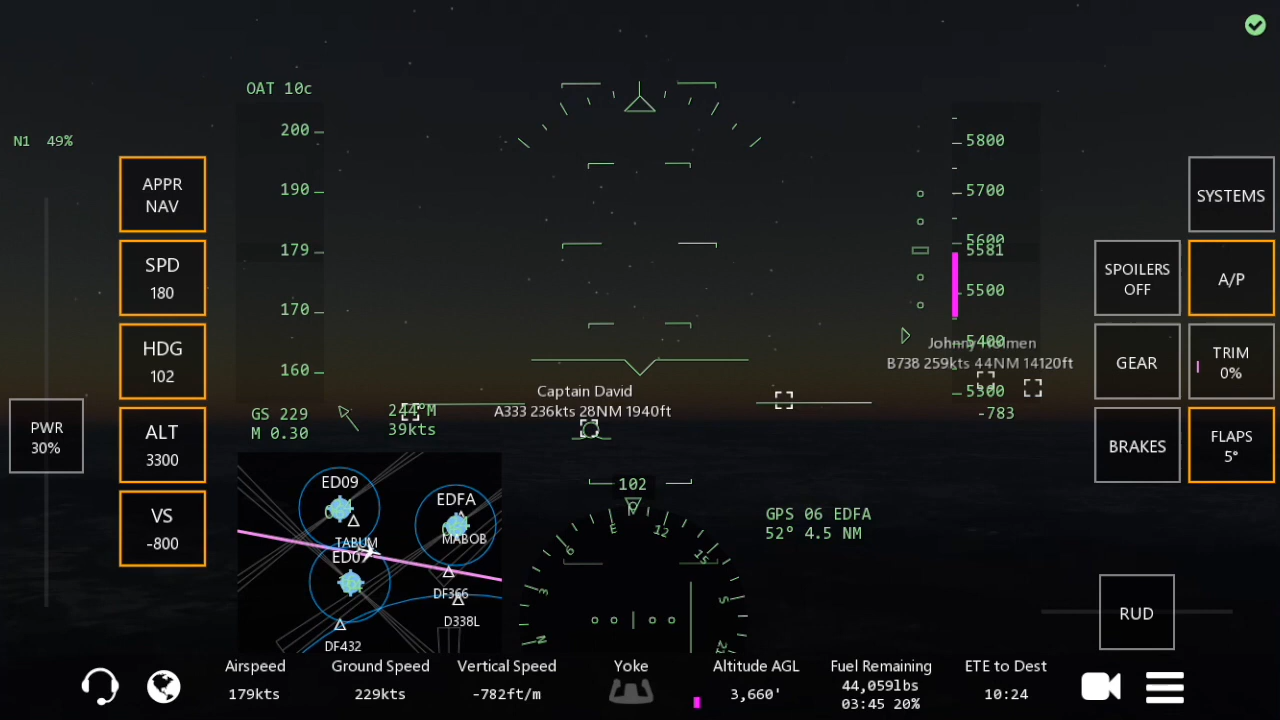 OAT 10c
N1 49%
200
190
179
170
160
5800
5700
5600
5581
5500
5400
5300
-783
APPR
NAV
SPD
180
HDG
102
ALT
3300
VS
-800
PWR
30%
SYSTEMS
SPOILERS
OFF
A/P
GEAR
TRIM
0%
BRAKES
FLAPS
5°
RUD
B738 259kts 44NM 14120ft
Captain David
A333 236kts 28NM 1940ft
GS 229
M 0.30
244°M
39kts
102
GPS 06 EDFA
52° 4.5 NM
ED09
EDFA
TABUM
MABOB
ED07
DF366
D338L
DF432
E
12
15
6
3
N
Airspeed
179kts
Ground Speed
229kts
Vertical Speed
-782ft/m
Yoke
Altitude AGL
3,660'
Fuel Remaining
44,059lbs
03:45 20%
ETE to Dest
10:24